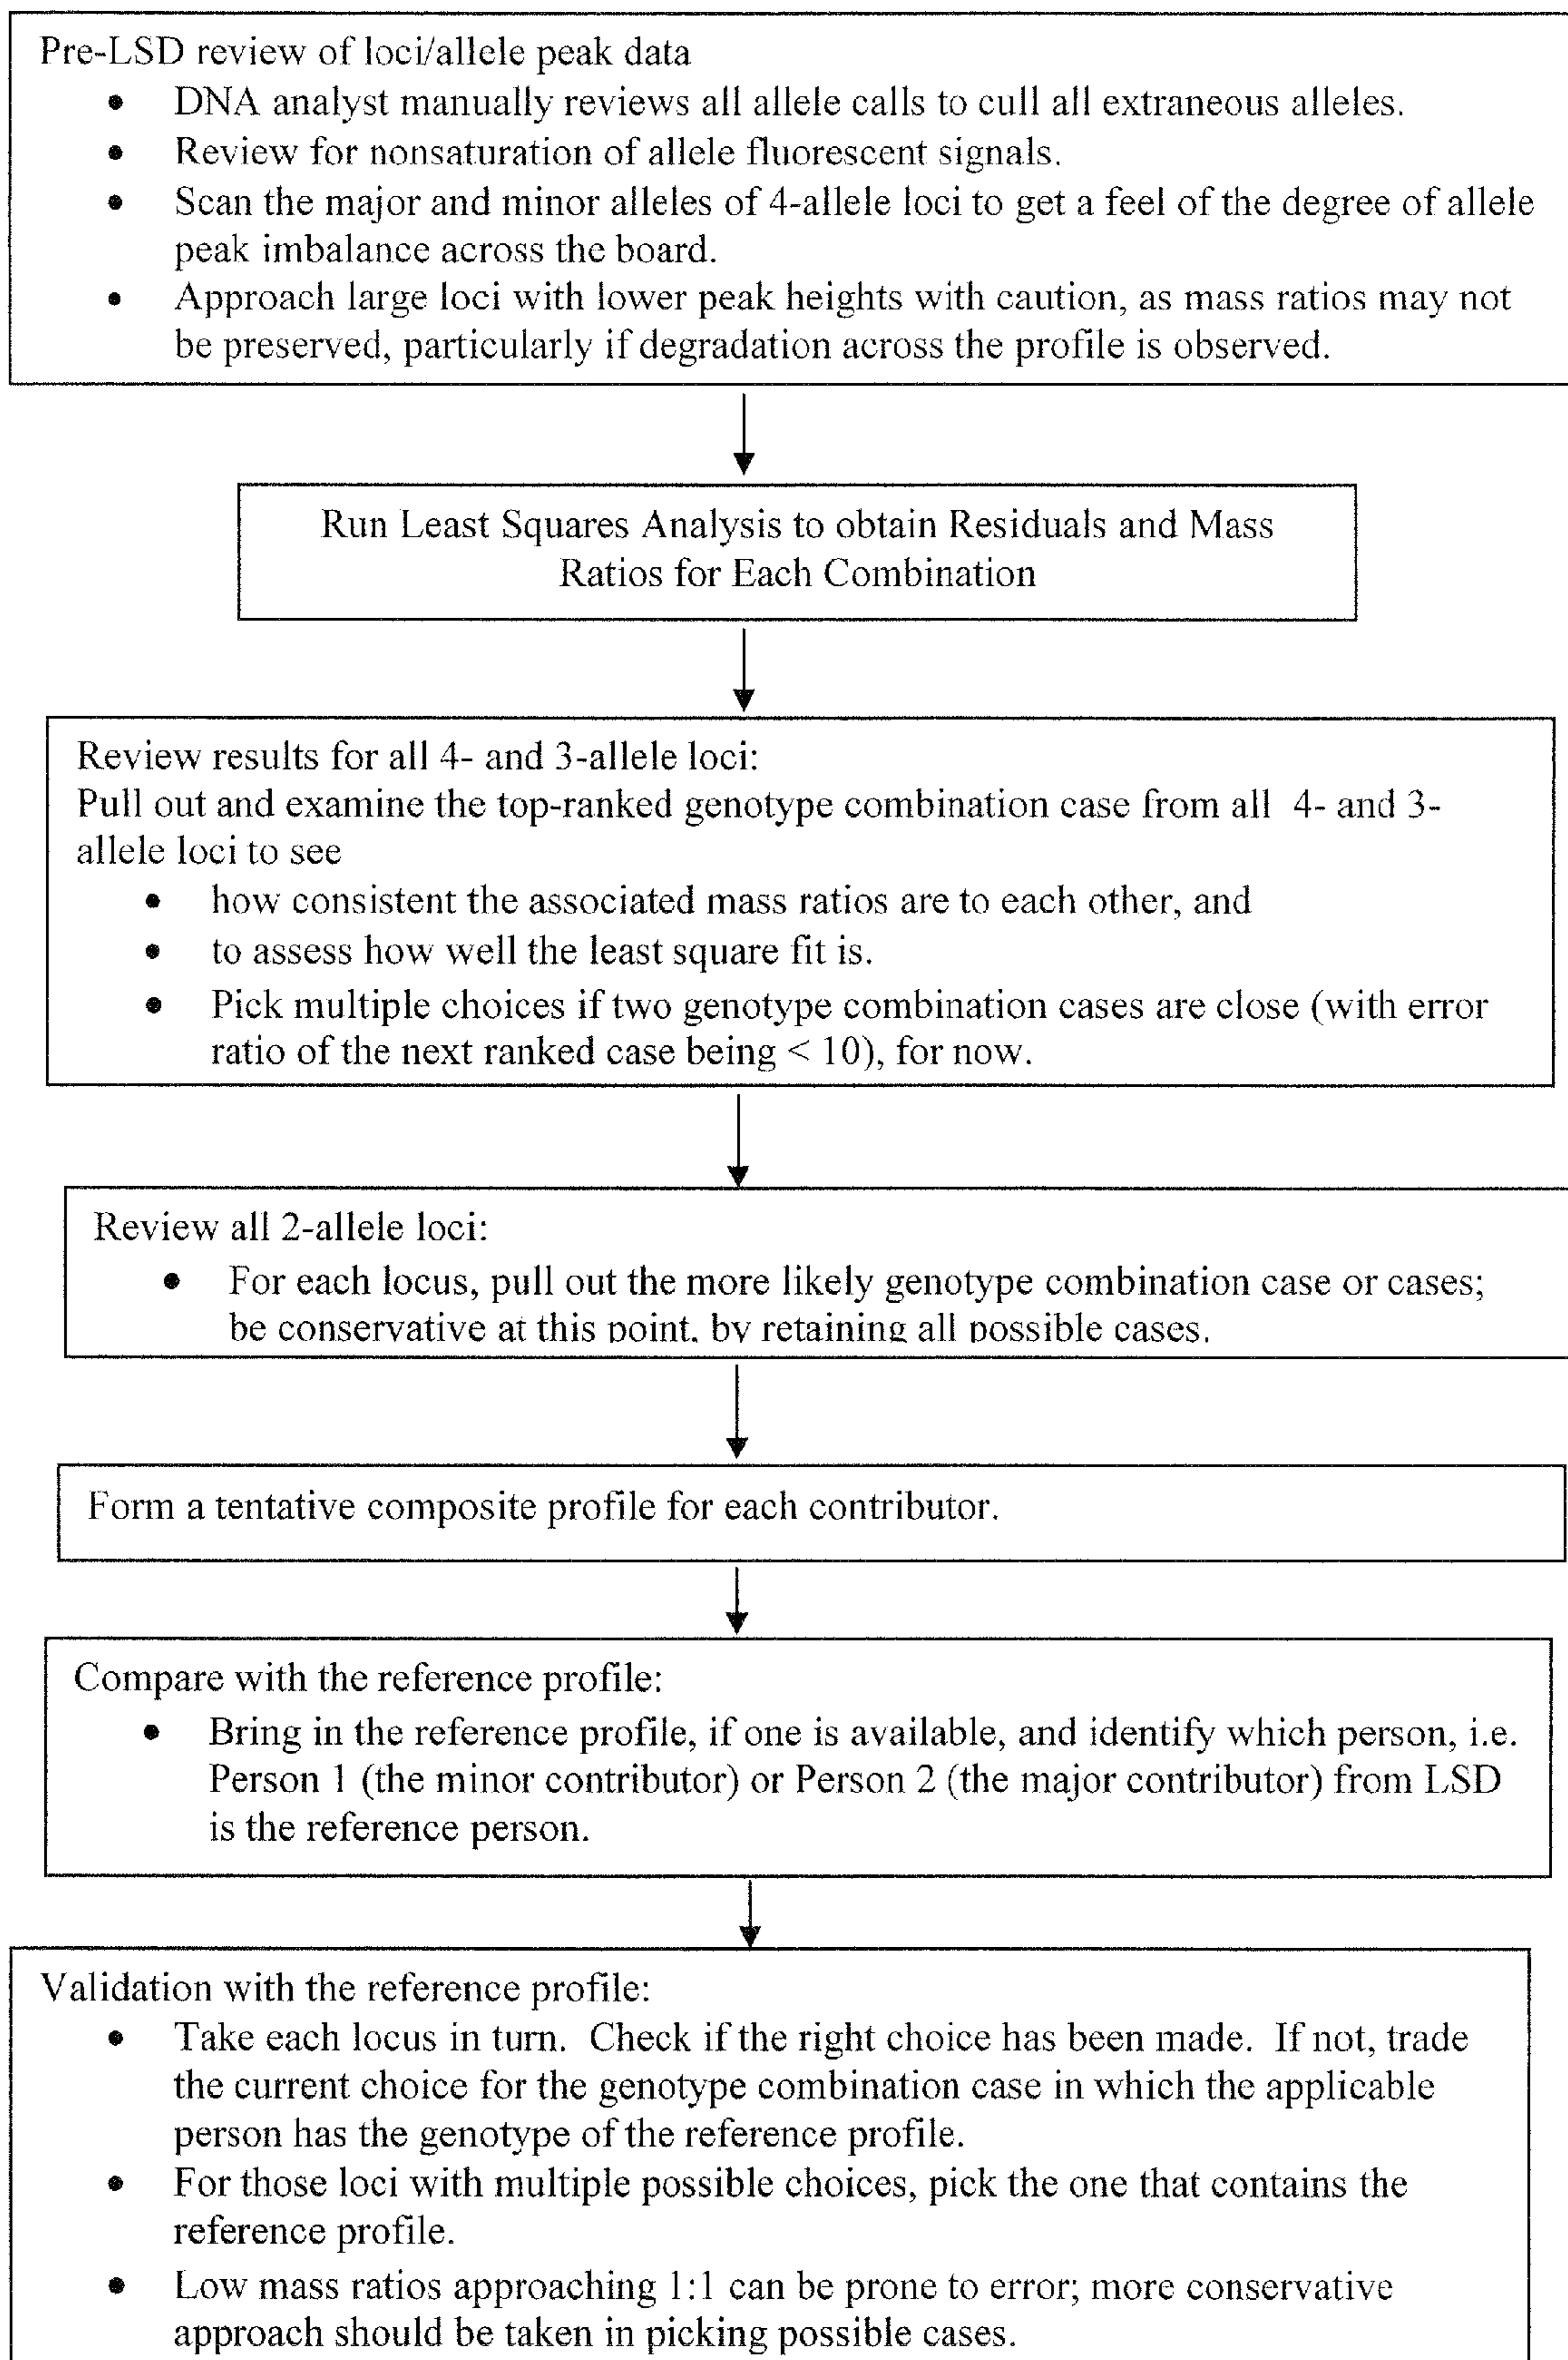 Pre-LSD review of loci/allele peak data
• DNA analyst manually reviews all allele calls to cull all extraneous alleles.
• Review for nonsaturation of allele fluorescent signals.
• Scan the major and minor alleles of 4-allele loci to get a feel of the degree of allele
peak imbalance across the board.
• Approach large loci with lower peak heights with caution, as mass ratios may not
be preserved, particularly if degradation across the profile is observed.
Run Least Squares Analysis to obtain Residuals and Mass
Ratios for Each Combination
Review results for all 4- and 3-allele loci:
Pull out and examine the top-ranked genotype combination case from all 4- and 3-
allele loci to see
• how consistent the associated mass ratios are to each other, and
• to assess how well the least square fit is.
• Pick multiple choices if two genotype combination cases are close (with error
ratio of the next ranked case being < 10), for now.
Review all 2-allele loci:
• For each locus, pull out the more likely genotype combination case or cases;
be conservative at this point, by retaining all possible cases.
Form a tentative composite profile for each contributor.
Compare with the reference profile:
• Bring in the reference profile, if one is available, and identify which person, i.e.
Person 1 (the minor contributor) or Person 2 (the major contributor) from LSD
is the reference person.
Validation with the reference profile:
• Take each locus in turn. Check if the right choice has been made. If not, trade
the current choice for the genotype combination case in which the applicable
person has the genotype of the reference profile.
• For those loci with multiple possible choices, pick the one that contains the
reference profile.
• Low mass ratios approaching 1:1 can be prone to error; more conservative
approach should be taken in picking possible cases.